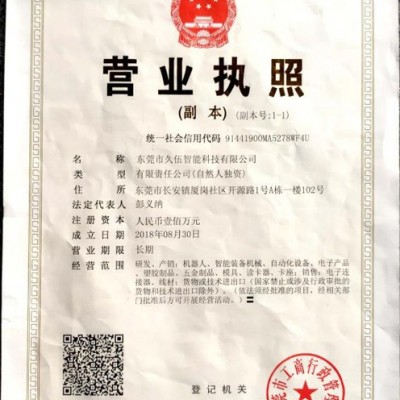 营业执照
(副 本) (副本号:1-1)
统一社会信用代码 91441900MA5278WF4U
名 称 东莞市久伍智能科技有限公司
类 型 有限责任公司(自然人独资)
住 所 东莞市长安镇厦岗社区开源路1号A栋一楼102号
法定代表人 彭义纳
注册资本 人民币壹佰万元
成立日期 2018年08月30日
营业期限 长期
经营范围 研发、产销:机器人、智能装备机械、自动化设备、电子产品
、塑胶制品、五金制品、模具、读卡器、卡座;销售:电子连
接器、线材;货物或技术进出口(国家禁止或涉及行政审批的
货物和技术进出口除外)。(依法须经批准的项目,经相关部
门批准后方可开展经营活动。)
登记机关
莞市工商行政管理